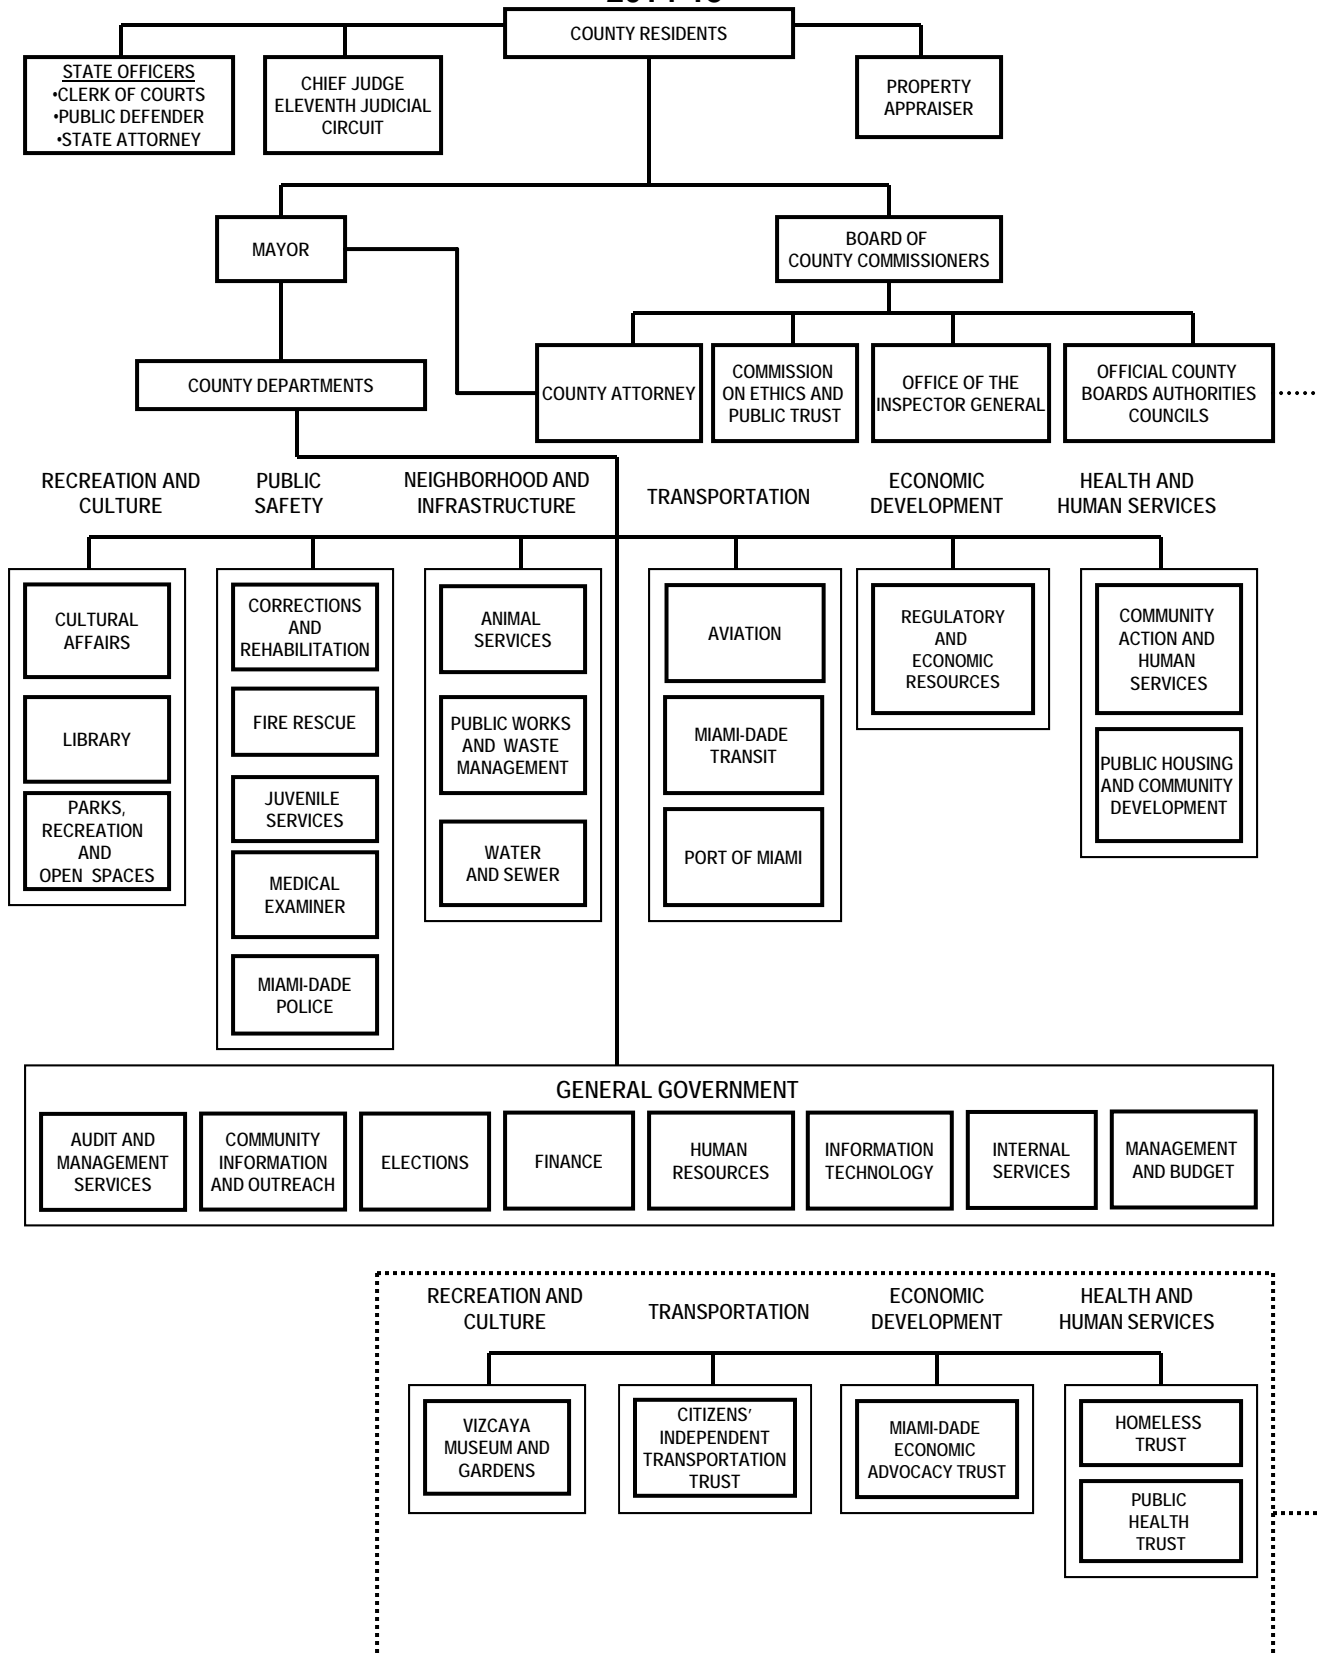 COUNTY RESIDENTS
STATE OFFICERS
•CLERK OF COURTS
•PUBLIC DEFENDER
•STATE ATTORNEY
CHIEF JUDGE
ELEVENTH JUDICIAL
CIRCUIT
PROPERTY
APPRAISER
MAYOR
BOARD OF
COUNTY COMMISSIONERS
COUNTY DEPARTMENTS
COUNTY ATTORNEY
COMMISSION
ON ETHICS AND
PUBLIC TRUST
OFFICE OF THE
INSPECTOR GENERAL
OFFICIAL COUNTY
BOARDS AUTHORITIES
COUNCILS
RECREATION AND
CULTURE
PUBLIC
SAFETY
NEIGHBORHOOD AND
INFRASTRUCTURE
TRANSPORTATION
ECONOMIC
DEVELOPMENT
HEALTH AND
HUMAN SERVICES
CULTURAL
AFFAIRS
LIBRARY
PARKS,
RECREATION
AND
OPEN SPACES
CORRECTIONS
AND
REHABILITATION
FIRE RESCUE
JUVENILE
SERVICES
MEDICAL
EXAMINER
MIAMI-DADE
POLICE
ANIMAL
SERVICES
PUBLIC WORKS
AND WASTE
MANAGEMENT
WATER
AND SEWER
AVIATION
MIAMI-DADE
TRANSIT
PORT OF MIAMI
REGULATORY
AND
ECONOMIC
RESOURCES
COMMUNITY
ACTION AND
HUMAN
SERVICES
PUBLIC HOUSING
AND COMMUNITY
DEVELOPMENT
GENERAL GOVERNMENT
AUDIT AND
MANAGEMENT
SERVICES
COMMUNITY
INFORMATION
AND OUTREACH
ELECTIONS
FINANCE
HUMAN
RESOURCES
INFORMATION
TECHNOLOGY
INTERNAL
SERVICES
MANAGEMENT
AND BUDGET
RECREATION AND
CULTURE
TRANSPORTATION
ECONOMIC
DEVELOPMENT
HEALTH AND
HUMAN SERVICES
VIZCAYA
MUSEUM AND
GARDENS
CITIZENS'
INDEPENDENT
TRANSPORTATION
TRUST
MIAMI-DADE
ECONOMIC
ADVOCACY TRUST
HOMELESS
TRUST
PUBLIC
HEALTH
TRUST